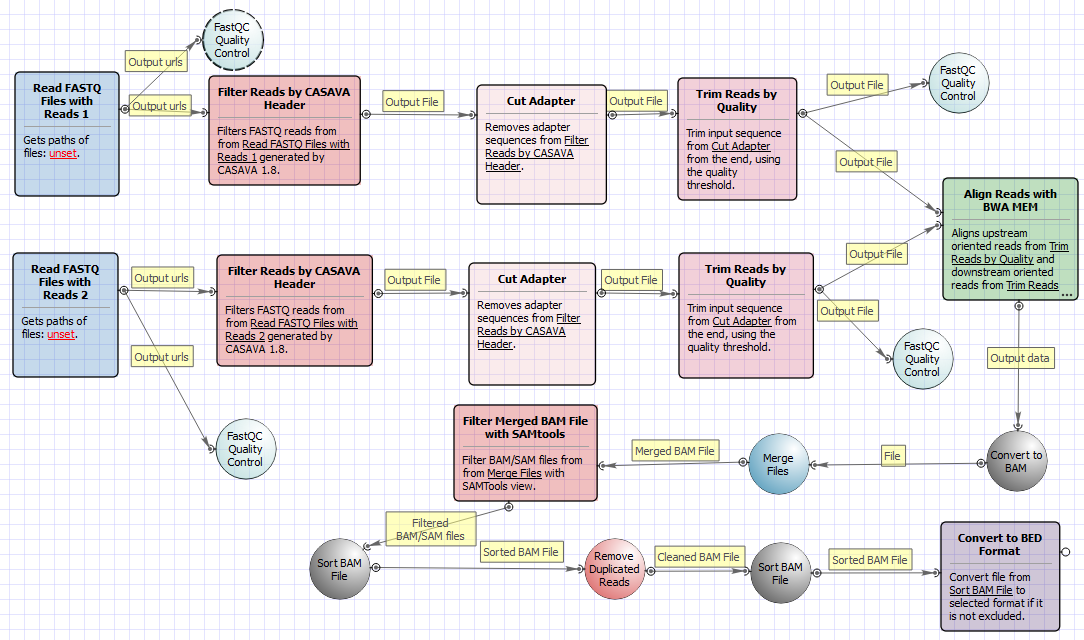 FastQC
Quality
Control
Output urls
Read FASTQ
Files with
Reads 1
Gets paths of
files: unset.
Output urls
Filter Reads by CASAVA
Header
Filters FASTQ reads from
from Read FASTQ Files with
Reads 1 generated by
CASAVA 1.8.
Output File
Cut Adapter
Removes adapter
sequences from Filter
Reads by CASAVA
Header.
Output File
Trim Reads by
Quality
Trim input sequence
from Cut Adapter
from the end, using
the quality
threshold.
Output File
FastQC
Quality
Control
Output File
Align Reads with
BWA MEM
Aligns upstream
oriented reads from Trim
Reads by Quality and
downstream oriented
reads from Trim Reads
...
Read FASTQ
Files with
Reads 2
Gets paths of
files: unset.
Output urls
Filter Reads by CASAVA
Header
Filters FASTQ reads from
from Read FASTQ Files with
Reads 2 generated by
CASAVA 1.8.
Output File
Cut Adapter
Removes adapter
sequences from Filter
Reads by CASAVA
Header.
Output File
Trim Reads by
Quality
Trim input sequence
from Cut Adapter from
the end, using the
quality threshold.
Output File
Output File
FastQC
Quality
Control
Output data
Output urls
FastQC
Quality
Control
Filter Merged BAM File
with SAMtools
Filter BAM/SAM files from
from Merge Files with
SAMTools view.
Merged BAM File
Merge
Files
File
Convert to
BAM
Filtered
BAM/SAM files
Sort BAM
File
Sorted BAM File
Remove
Duplicated
Reads
Cleaned BAM File
Sort BAM
File
Sorted BAM File
Convert to BED
Format
Convert file from
Sort BAM File to
selected format if it
is not excluded.